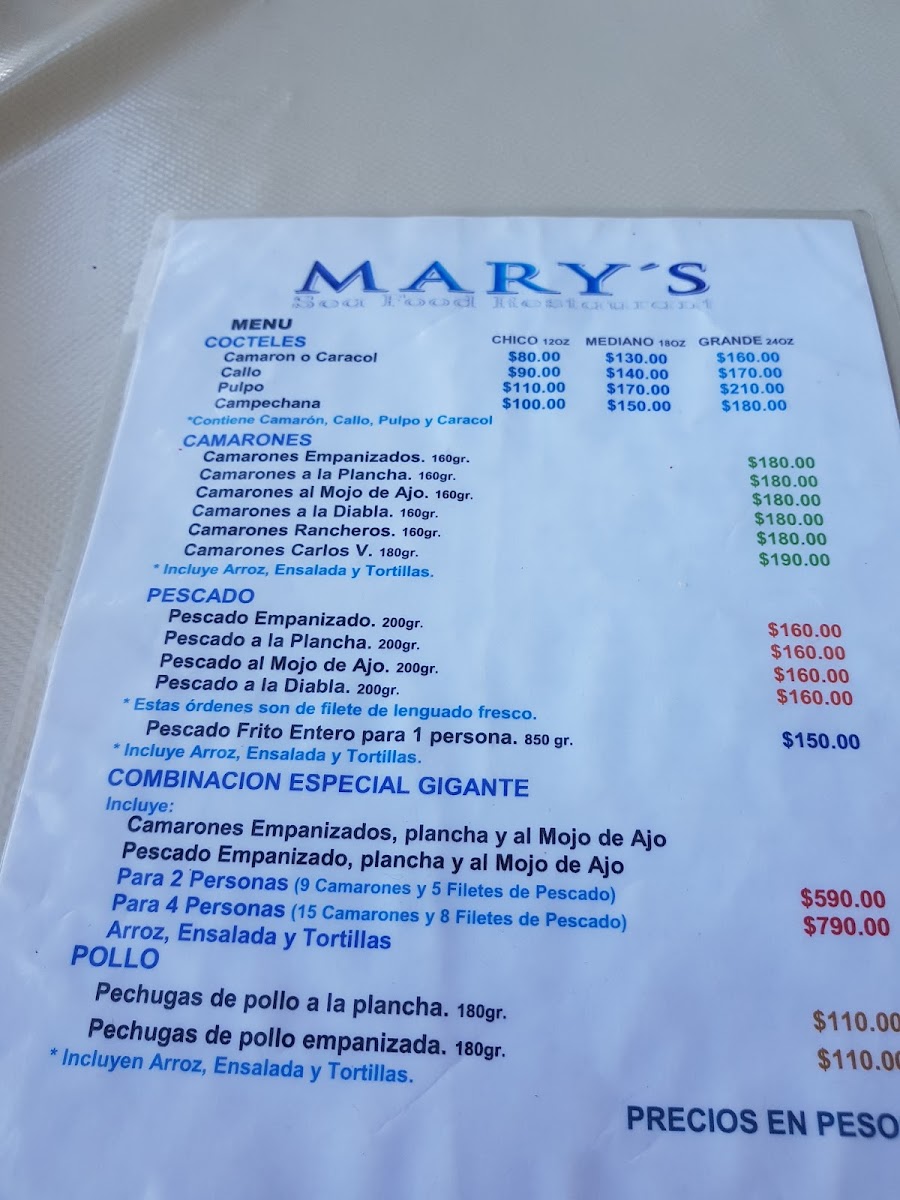 MARY´S
Sea Food Restaurant
MENU
COCTELES CHICO 12OZ MEDIANO 18OZ GRANDE 24OZ
Camaron o Caracol $80.00 $130.00 $160.00
Callo $90.00 $140.00 $170.00
Pulpo $110.00 $170.00 $210.00
Campechana $100.00 $150.00 $180.00
*Contiene Camarón, Callo, Pulpo y Caracol
CAMARONES
Camarones Empanizados. 160gr. $180.00
Camarones a la Plancha. 160gr. $180.00
Camarones al Mojo de Ajo. 160gr. $180.00
Camarones a la Diabla. 160gr. $180.00
Camarones Rancheros. 160gr. $180.00
Camarones Carlos V. 180gr. $190.00
* Incluye Arroz, Ensalada y Tortillas.
PESCADO
Pescado Empanizado. 200gr. $160.00
Pescado a la Plancha. 200gr. $160.00
Pescado al Mojo de Ajo. 200gr. $160.00
Pescado a la Diabla. 200gr. $160.00
* Estas órdenes son de filete de lenguado fresco.
Pescado Frito Entero para 1 persona. 850 gr. $150.00
* Incluye Arroz, Ensalada y Tortillas.
COMBINACION ESPECIAL GIGANTE
Incluye:
Camarones Empanizados, plancha y al Mojo de Ajo
Pescado Empanizado, plancha y al Mojo de Ajo
Para 2 Personas (9 Camarones y 5 Filetes de Pescado) $590.00
Para 4 Personas (15 Camarones y 8 Filetes de Pescado) $790.00
Arroz, Ensalada y Tortillas
POLLO
Pechugas de pollo a la plancha. 180gr. $110.00
Pechugas de pollo empanizada. 180gr. $110.00
* Incluyen Arroz, Ensalada y Tortillas.
PRECIOS EN PESO